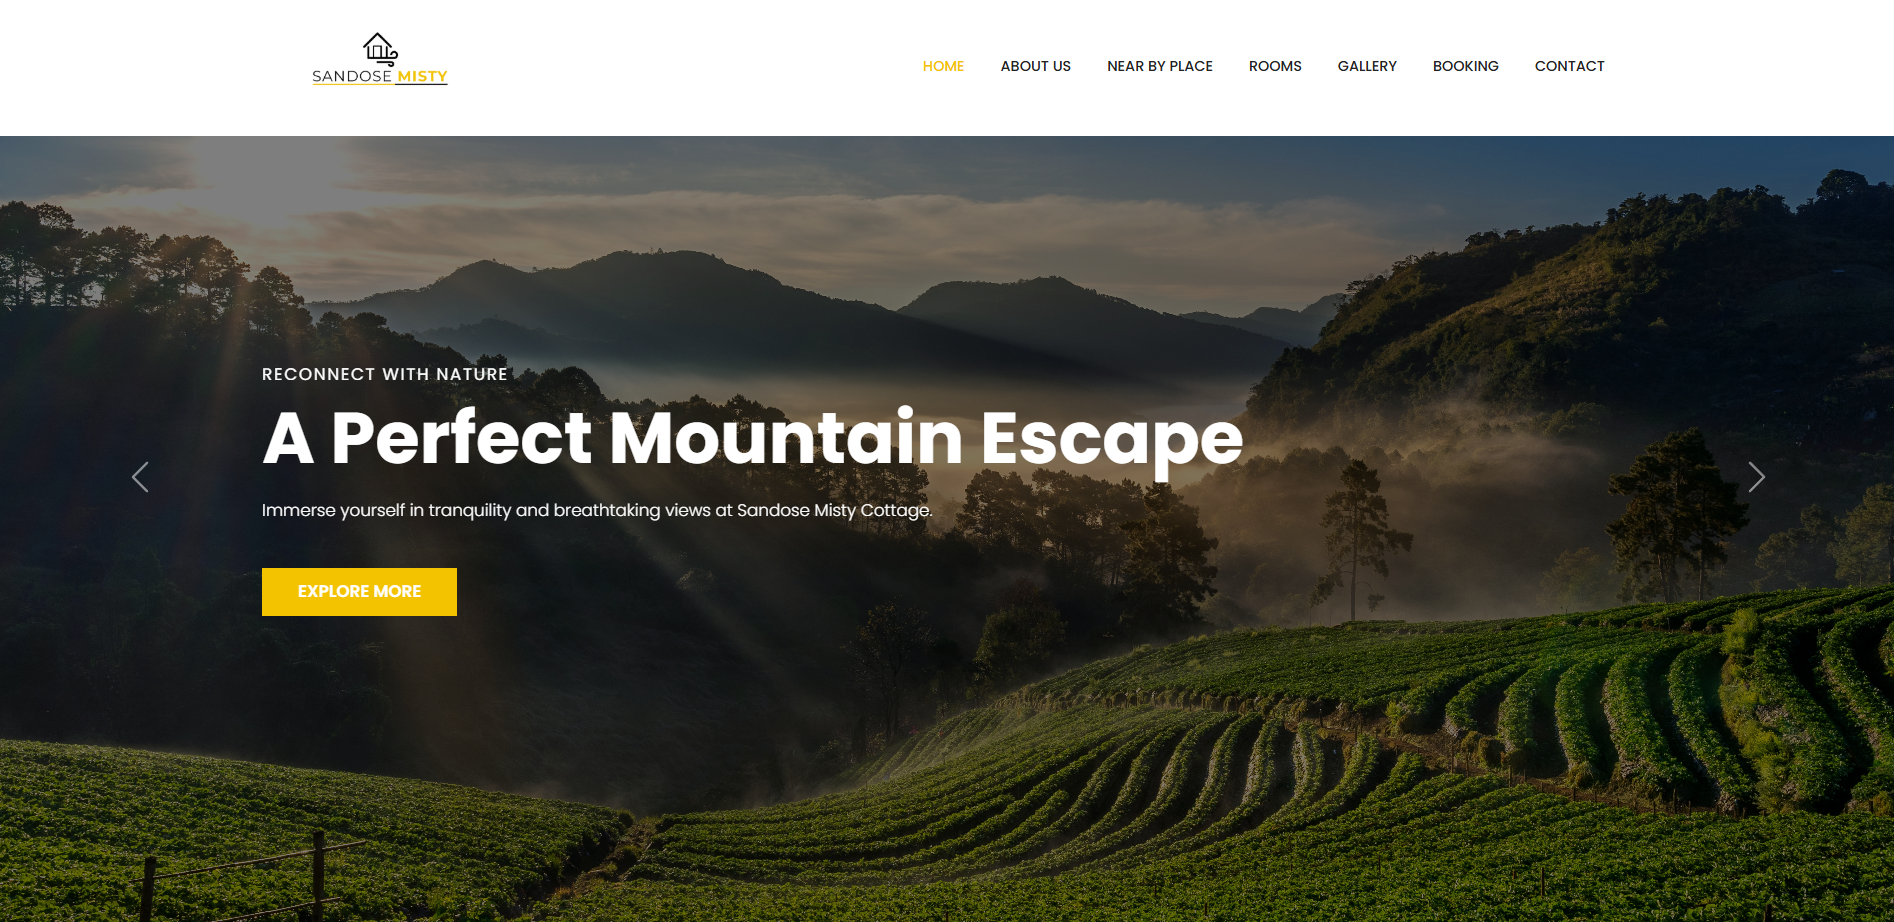 SANDOSE MISTY
HOME ABOUT US NEAR BY PLACE ROOMS GALLERY BOOKING CONTACT
RECONNECT WITH NATURE
A Perfect Mountain Escape
Immerse yourself in tranquility and breathtaking views at Sandose Misty Cottage.
EXPLORE MORE